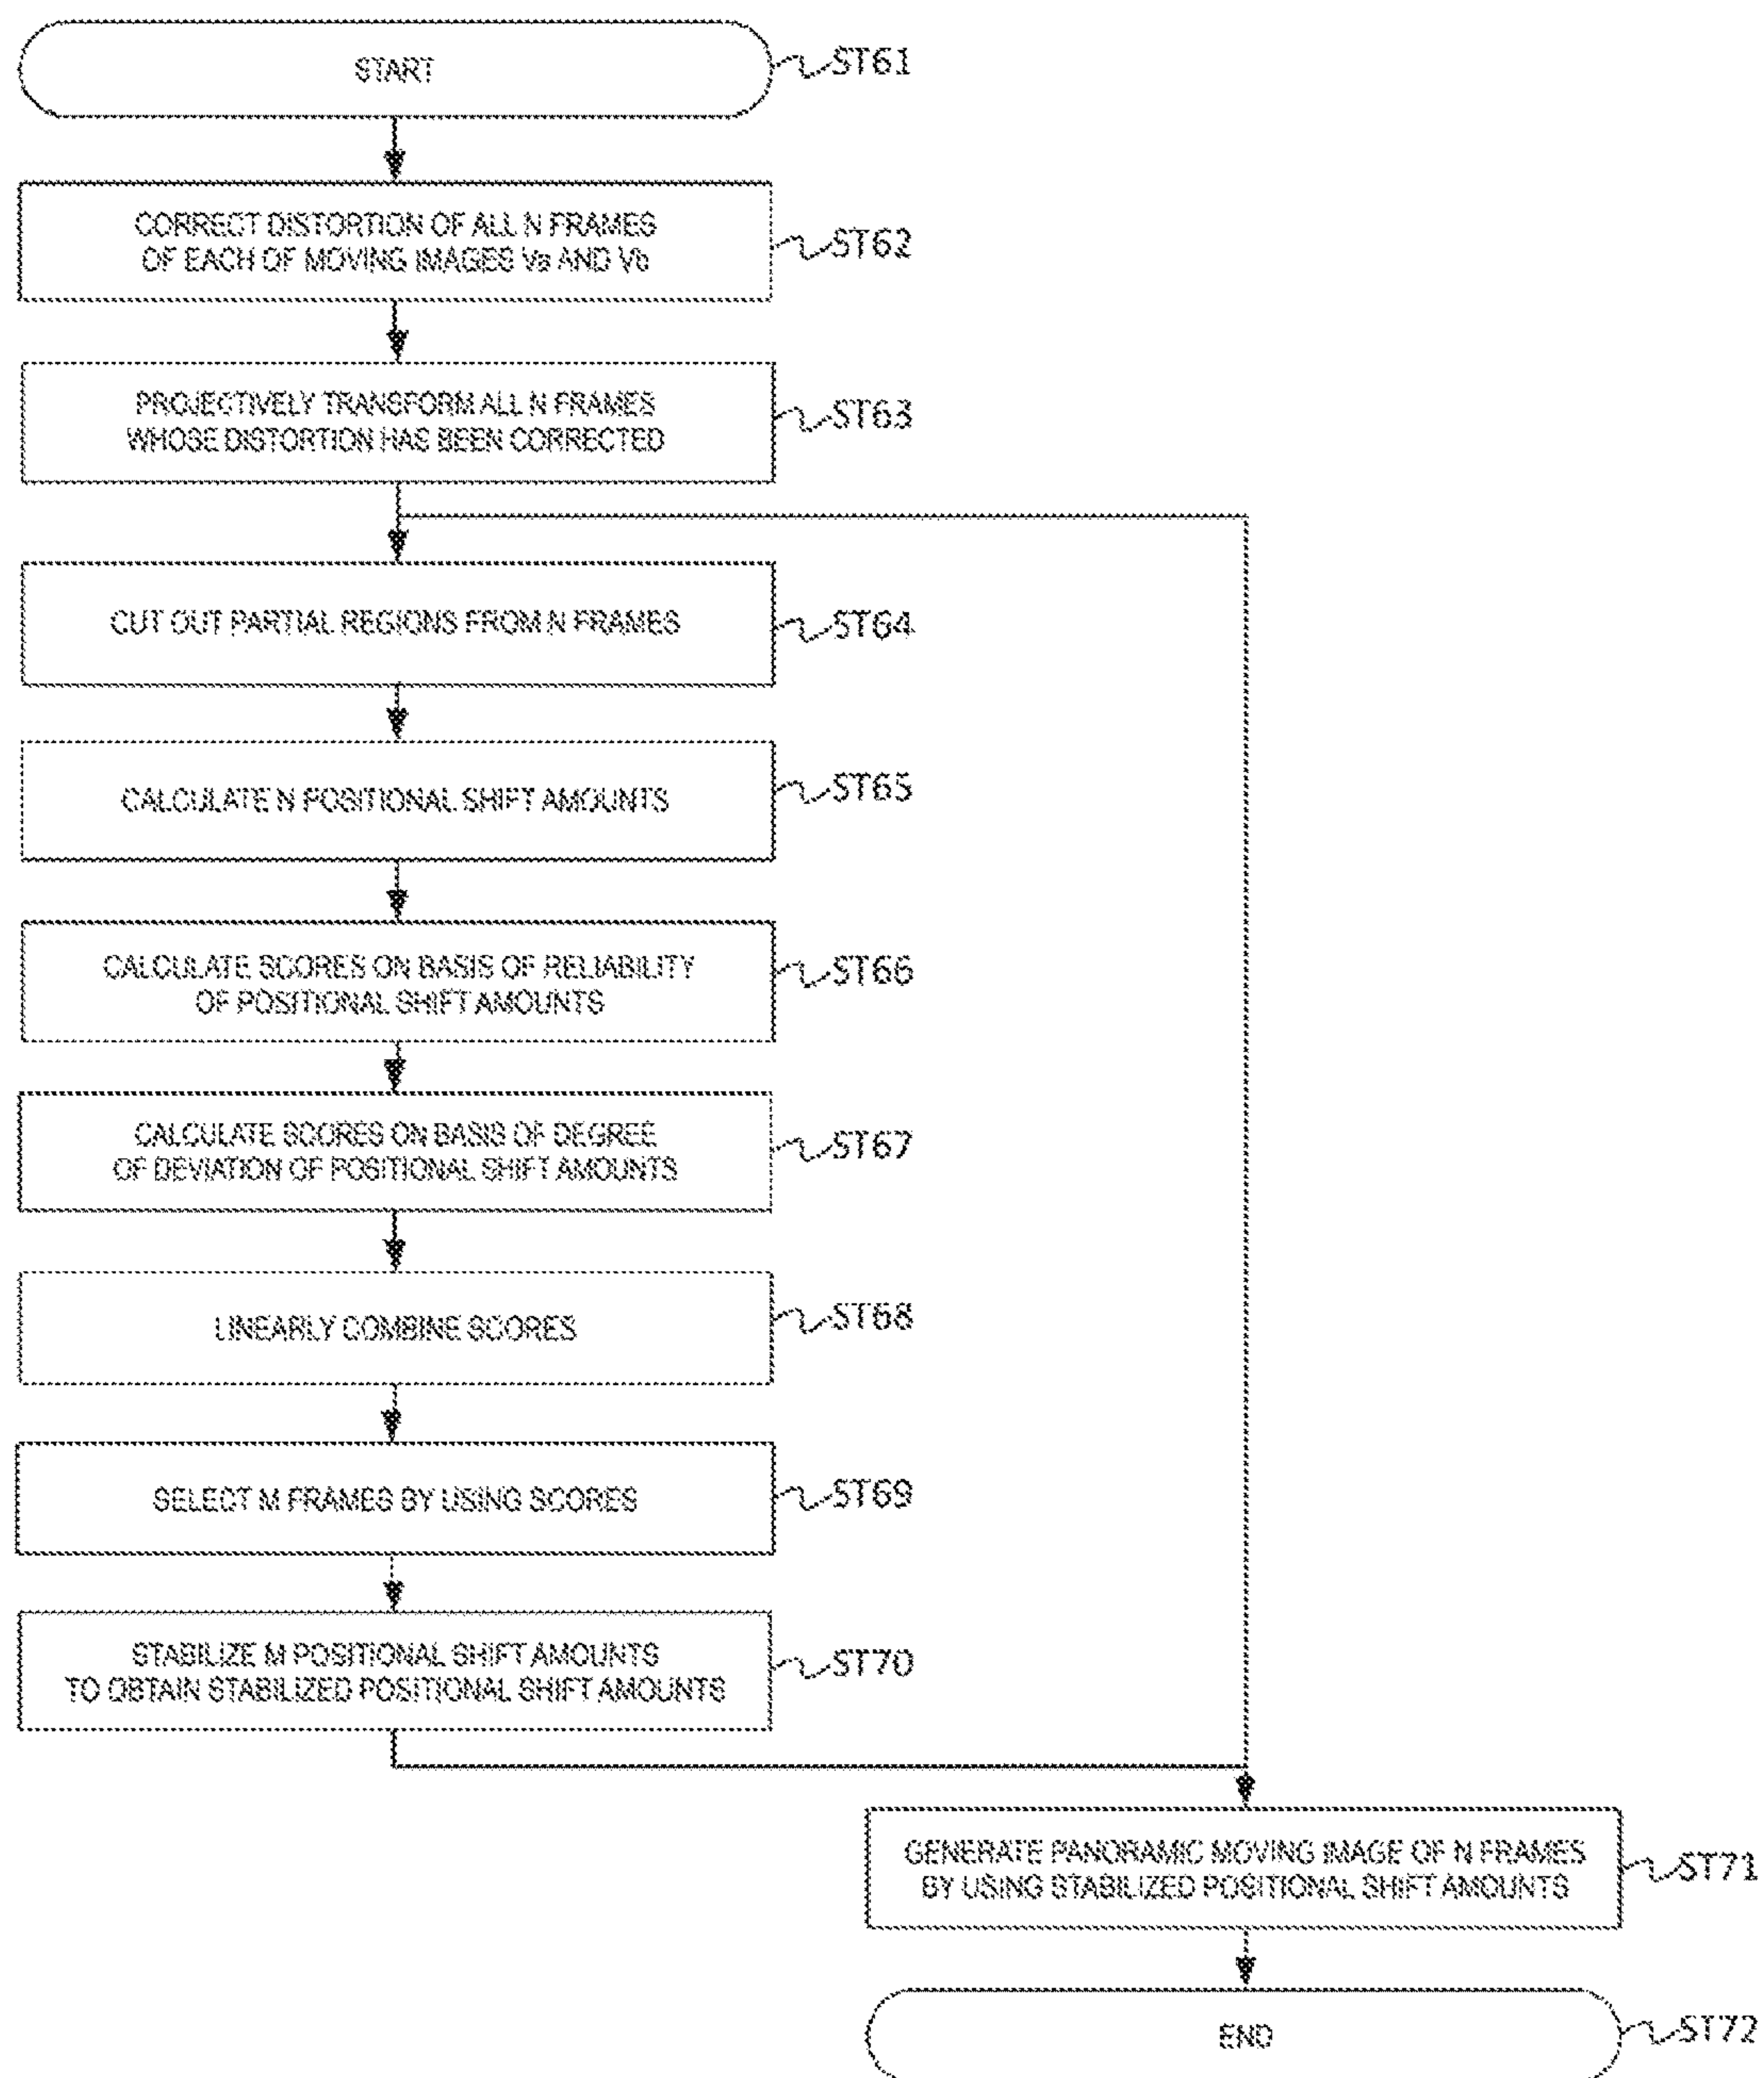 START
ST61
CORRECT DISTORTION OF ALL N FRAMES
OF EACH OF MOVING IMAGES Va AND Vb
ST62
PROJECTIVELY TRANSFORM ALL N FRAMES
WHOSE DISTORTION HAS BEEN CORRECTED
ST63
CUT OUT PARTIAL REGIONS FROM N FRAMES
ST64
CALCULATE N POSITIONAL SHIFT AMOUNTS
ST65
CALCULATE SCORES ON BASIS OF RELIABILITY
OF POSITIONAL SHIFT AMOUNTS
ST66
CALCULATE SCORES ON BASIS OF DEGREE
OF DEVIATION OF POSITIONAL SHIFT AMOUNTS
ST67
LINEARLY COMBINE SCORES
ST68
SELECT M FRAMES BY USING SCORES
ST69
STABILIZE M POSITIONAL SHIFT AMOUNTS
TO OBTAIN STABILIZED POSITIONAL SHIFT AMOUNTS
ST70
GENERATE PANORAMIC MOVING IMAGE OF N FRAMES
BY USING STABILIZED POSITIONAL SHIFT AMOUNTS
ST71
END
ST72